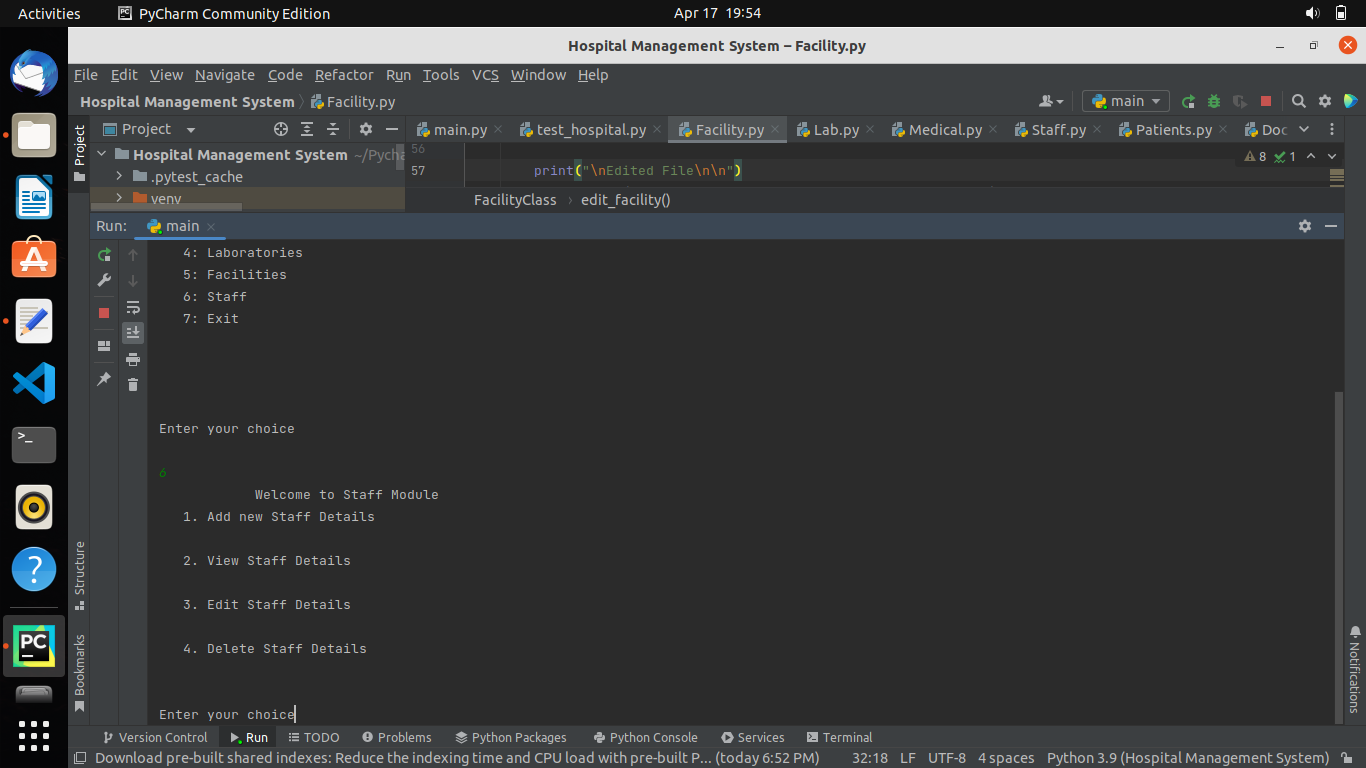 Activities PyCharm Community Edition Apr 17 19:54
Hospital Management System – Facility.py
File Edit View Navigate Code Refactor Run Tools VCS Window Help
Hospital Management System Facility.py main
Project main.py test_hospital.py Facility.py Lab.py Medical.py Staff.py Patients.py Doc
Project
Hospital Management System ~/Pycha
.pytest_cache
venv
56
57 print("\nEdited File\n\n")
8 1
FacilityClass edit_facility()
Run: main
4: Laboratories
5: Facilities
6: Staff
7: Exit
Enter your choice
6
Welcome to Staff Module
1. Add new Staff Details
2. View Staff Details
3. Edit Staff Details
4. Delete Staff Details
Enter your choice
Structure
Bookmarks
Notifications
Version Control Run TODO Problems Python Packages Python Console Services Terminal
Download pre-built shared indexes: Reduce the indexing time and CPU load with pre-built P... (today 6:52 PM) 32:18 LF UTF-8 4 spaces Python 3.9 (Hospital Management System)
>_
?
PC